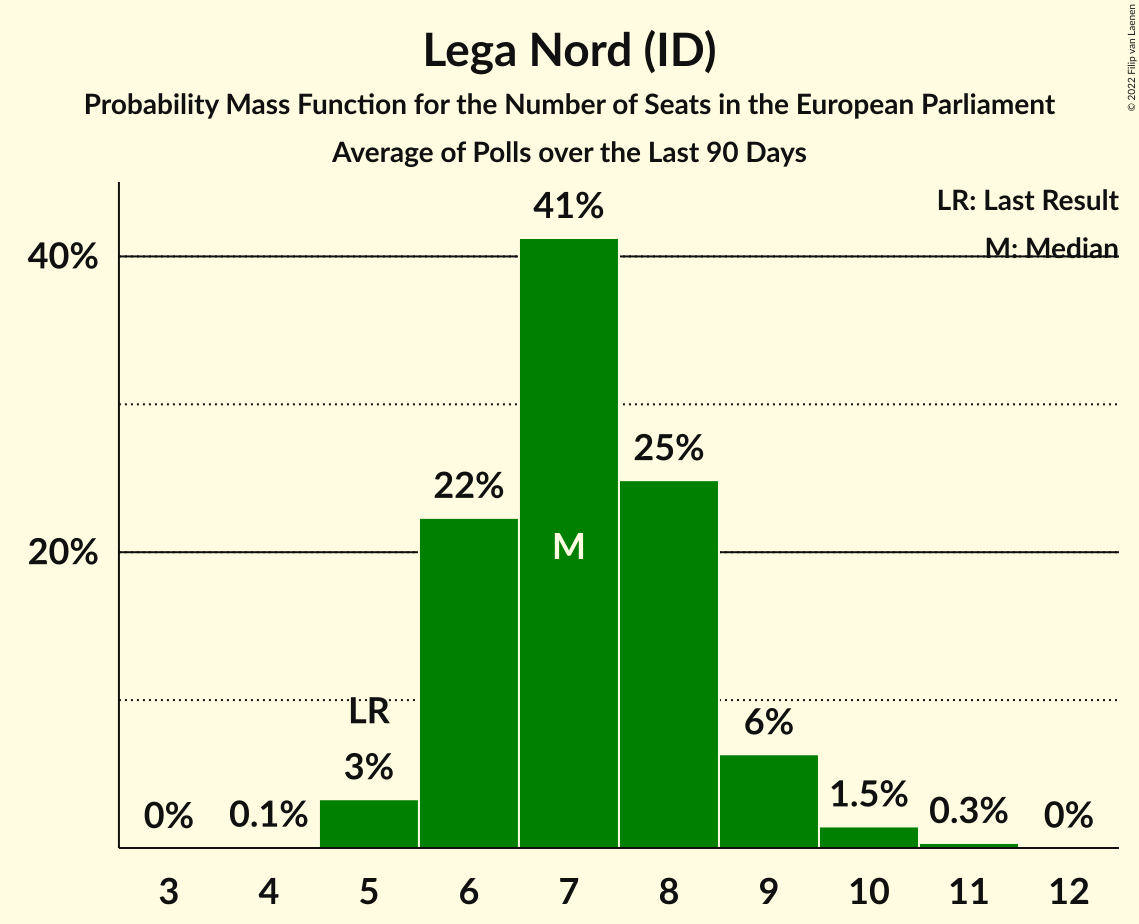 Lega Nord (ID)
Probability Mass Function for the Number of Seats in the European Parliament
Average of Polls over the Last 90 Days
© 2022 Filip van Laenen
LR: Last Result
M: Median
41%
40%
25%
22%
20%
M
LR
6%
3%
1.5%
0.3%
0%
0.1%
0%
3 4 5 6 7 8 9 10 11 12